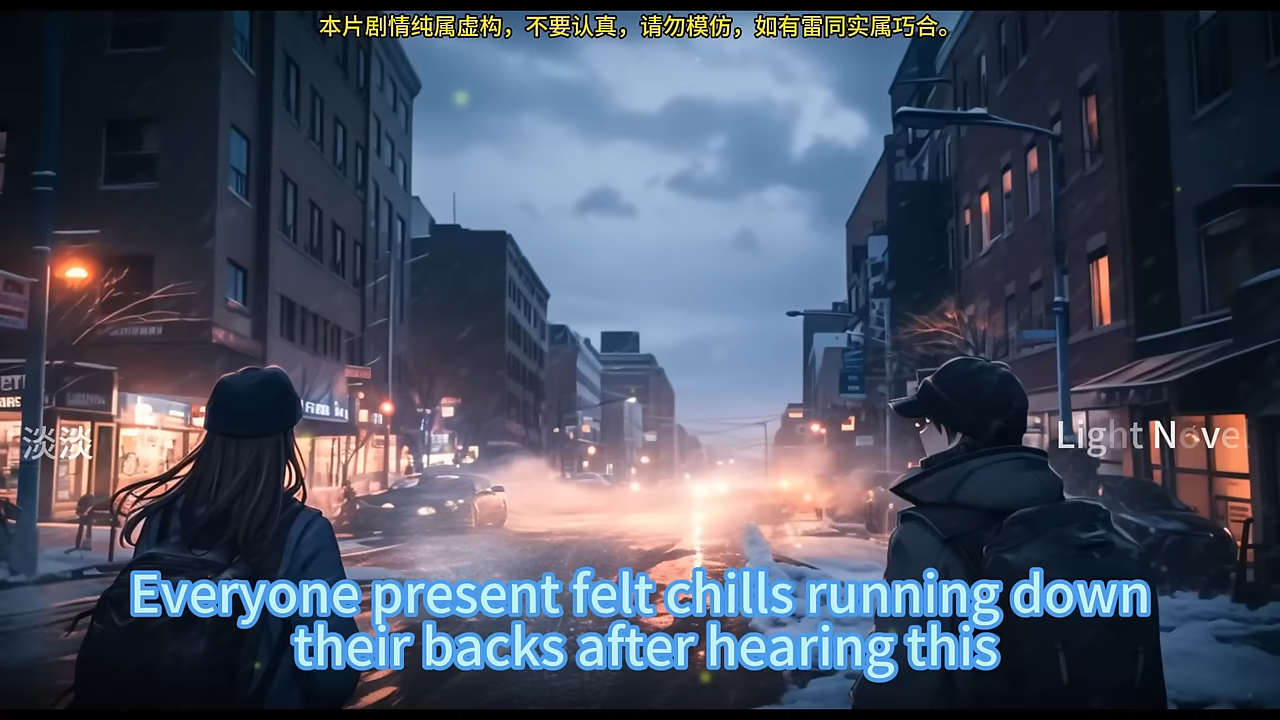 本片剧情纯属虚构，不要认真，请勿模仿，如有雷同实属巧合。
淡淡
Light Nove
Everyone present felt chills running down
their backs after hearing this